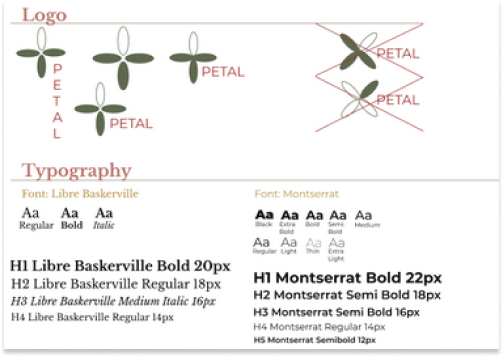 Logo
P
E
T
A
L
PETAL
PETAL
PETAL
PETAL
Typography
Font: Libre Baskerville
Aa Aa Aa
Regular Bold Italic
H1 Libre Baskerville Bold 20px
H2 Libre Baskerville Regular 18px
H3 Libre Baskerville Medium Italic 16px
H4 Libre Baskerville Regular 14px
Font: Montserrat
Aa Aa Aa Aa Aa
Black Extra Bold Bold Semi Bold Medium
Aa Aa Aa Aa
Regular Light Thin Extra Light
H1 Montserrat Bold 22px
H2 Montserrat Semi Bold 18px
H3 Montserrat Semi Bold 16px
H4 Montserrat Regular 14px
H5 Montserrat Semibold 12px